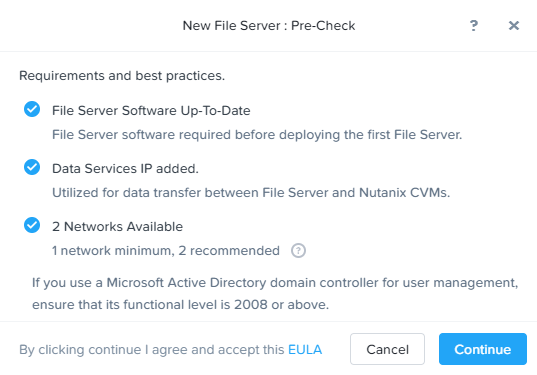 New File Server : Pre-Check
? ×
Requirements and best practices.
File Server Software Up-To-Date
File Server software required before deploying the first File Server.
Data Services IP added.
Utilized for data transfer between File Server and Nutanix CVMs.
2 Networks Available
1 network minimum, 2 recommended ?
If you use a Microsoft Active Directory domain controller for user management,
ensure that its functional level is 2008 or above.
By clicking continue I agree and accept this EULA
Cancel
Continue